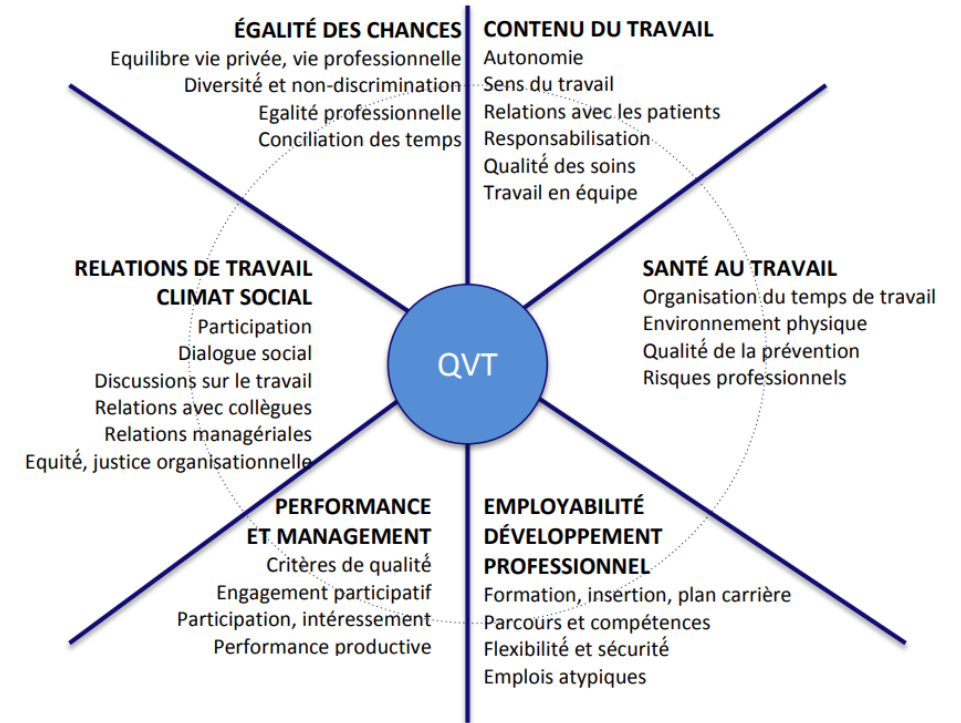 ÉGALITÉ DES CHANCES
Equilibre vie privée, vie professionnelle
Diversité et non-discrimination
Egalité professionnelle
Conciliation des temps
CONTENU DU TRAVAIL
Autonomie
Sens du travail
Relations avec les patients
Responsabilisation
Qualité des soins
Travail en équipe
RELATIONS DE TRAVAIL
CLIMAT SOCIAL
Participation
Dialogue social
Discussions sur le travail
Relations avec collègues
Relations managériales
Equité, justice organisationnelle
QVT
SANTÉ AU TRAVAIL
Organisation du temps de travail
Environnement physique
Qualité de la prévention
Risques professionnels
PERFORMANCE
ET MANAGEMENT
Critères de qualité
Engagement participatif
Participation, intéressement
Performance productive
EMPLOYABILITÉ
DÉVELOPPEMENT
PROFESSIONNEL
Formation, insertion, plan carrière
Parcours et compétences
Flexibilité et sécurité
Emplois atypiques